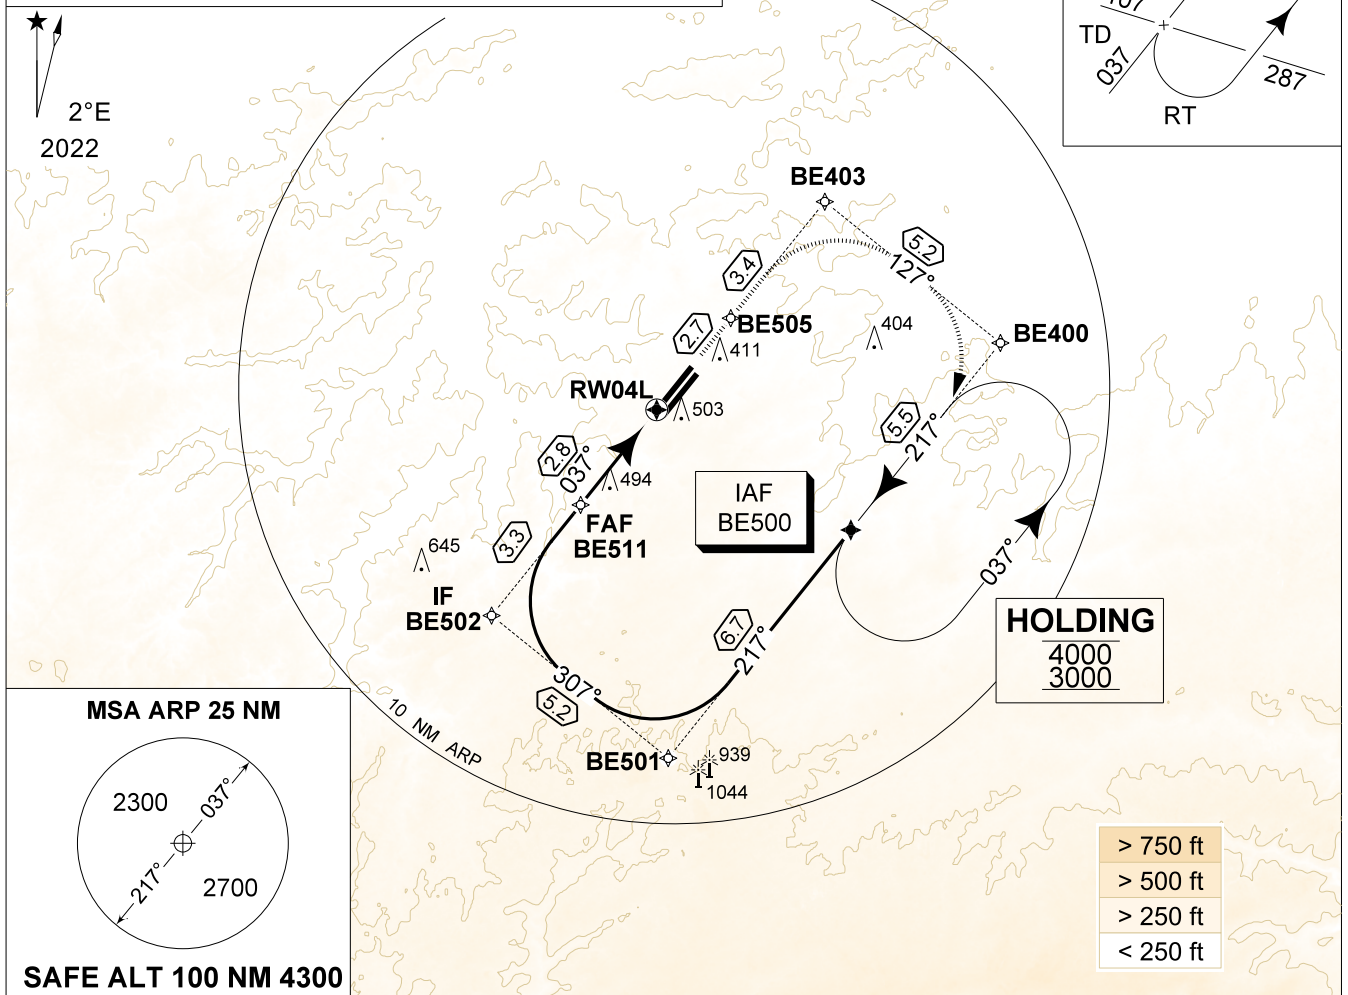 107
TD
037
287
RT
2°E
2022
BE403
5.2
127°
3.4
BE505
2.7
411
404
BE400
RW04L
503
5.5
217°
2.8
037°
494
IAF
BE500
FAF
BE511
3.3
645
IF
BE502
037°
HOLDING
4000
3000
6.7
217°
307°
5.2
10 NM ARP
BE501
939
1044
MSA ARP 25 NM
2300
037°
217°
2700
SAFE ALT 100 NM 4300
> 750 ft
> 500 ft
> 250 ft
< 250 ft